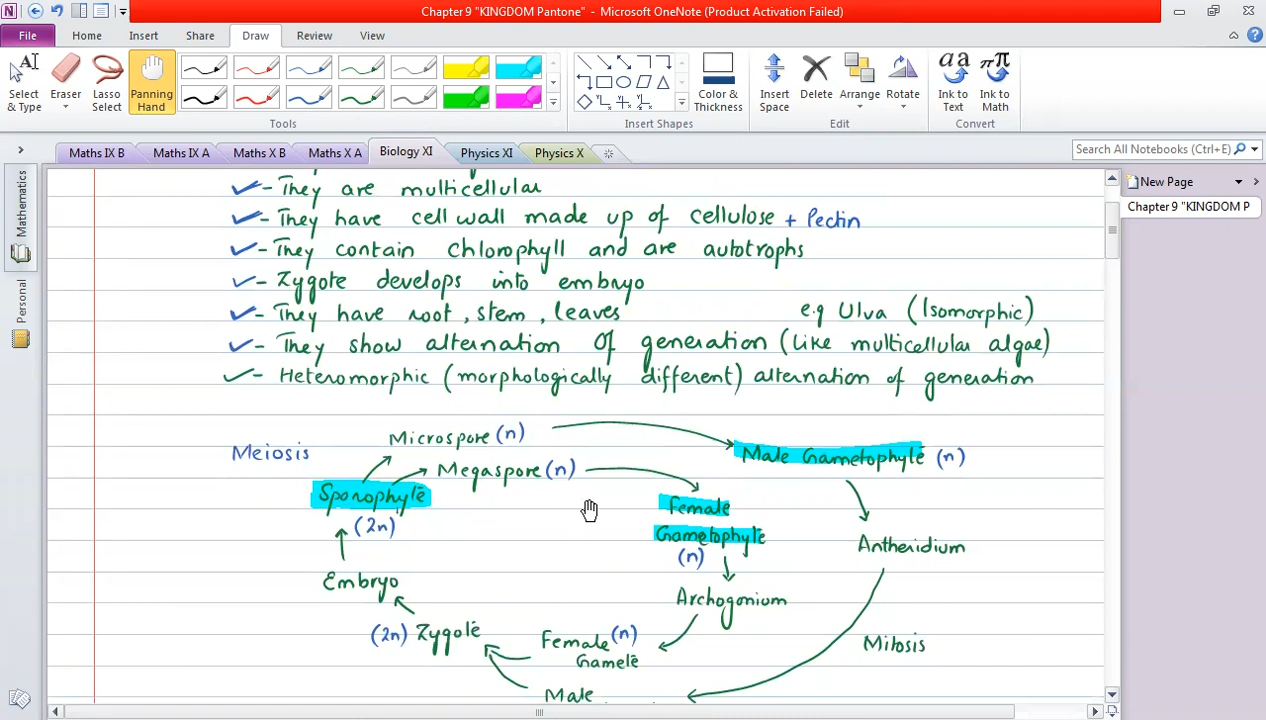 Chapter 9 "KINGDOM Pantone" - Microsoft OneNote (Product Activation Failed)
File Home Insert Share Draw Review View
Select & Type
Eraser
Lasso Select
Panning Hand
Color & Thickness
Insert Space
Delete
Arrange
Rotate
Ink to Text
Ink to Math
Tools
Insert Shapes
Edit
Convert
Maths IX B Maths IX A Maths X B Maths X A Biology XI Physics XI Physics X
Search All Notebooks (Ctrl+E)
New Page
Chapter 9 "KINGDOM P
Mathematics
Personal
- They are multicellular
- They have cell wall made up of cellulose + Pectin
- They contain chlorophyll and are autotrophs
- Zygote develops into embryo
- They have root, stem, leaves e.g Ulva (Isomorphic)
- They show alternation of generation (like multicellular algae)
- Heteromorphic (morphologically different) alternation of generation
Meiosis
Microspore (n)
Male Gametophyte (n)
Megaspore (n)
Sporophyte
(2n)
Female
Gametophyte
(n)
Antheridium
Embryo
Archogonium
(2n) Zygote
Female (n)
Gamete
Mitosis
Male